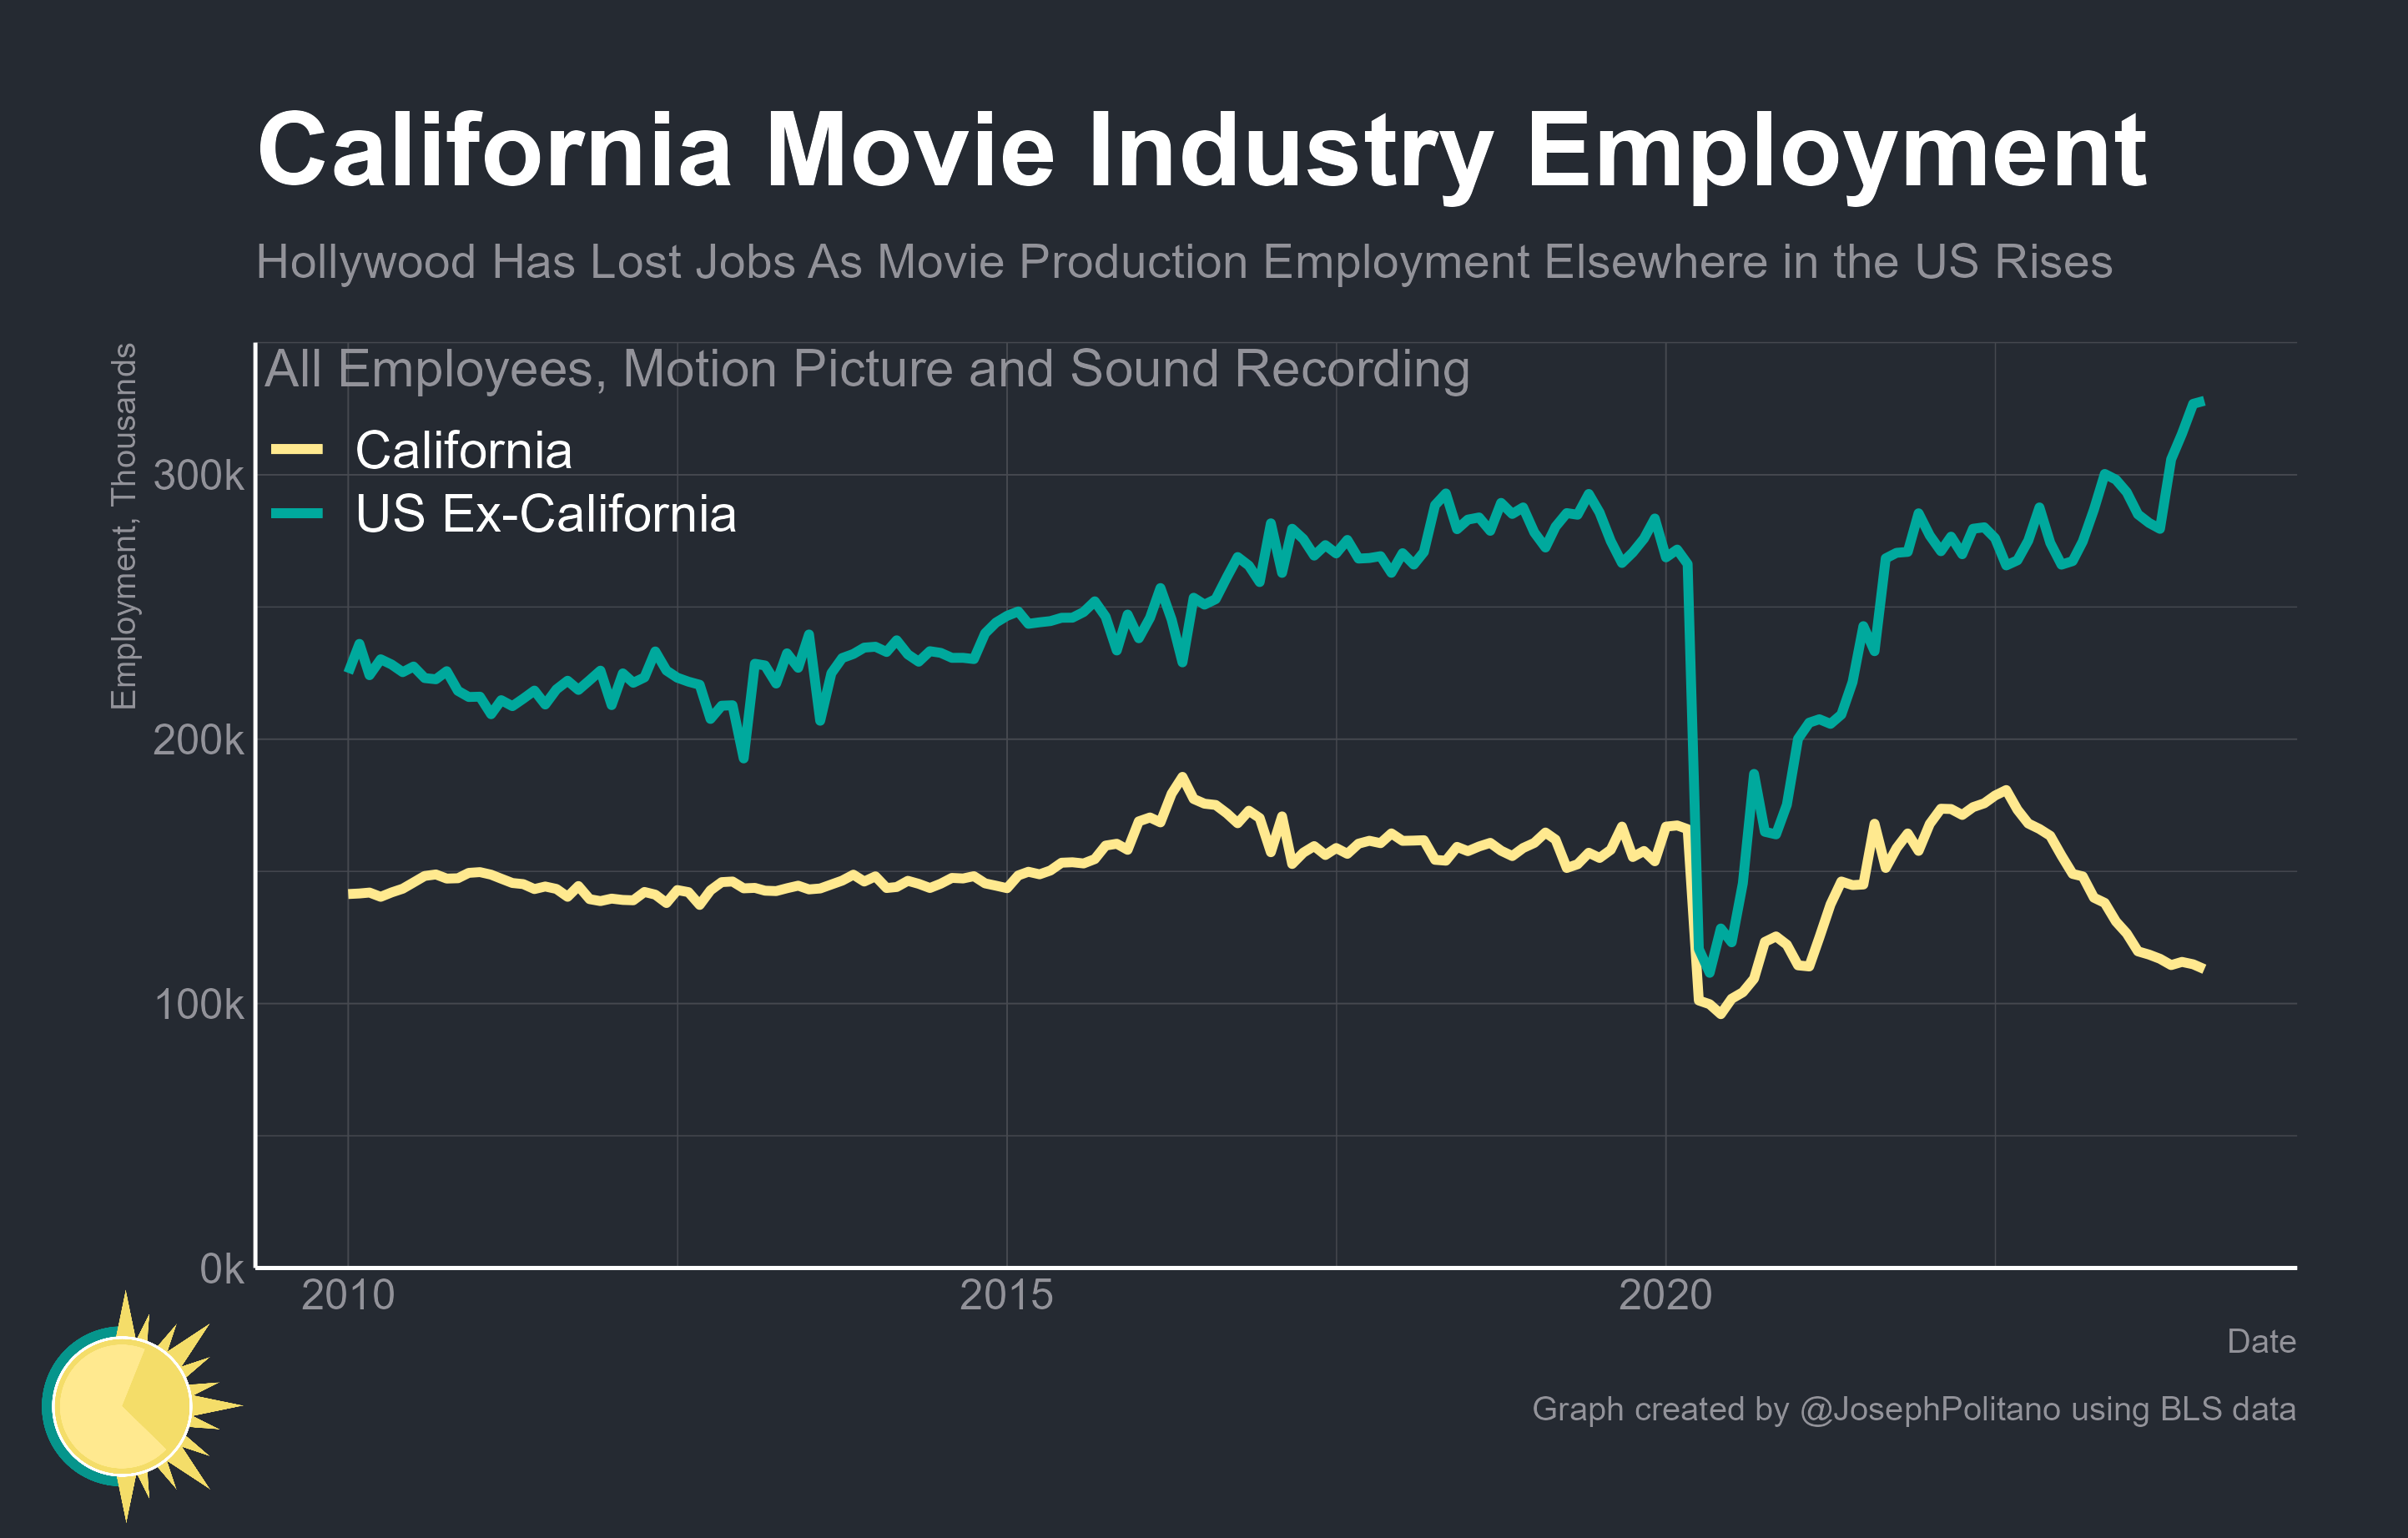 California Movie Industry Employment
Hollywood Has Lost Jobs As Movie Production Employment Elsewhere in the US Rises
Employment, Thousands
All Employees, Motion Picture and Sound Recording
California
US Ex-California
300k
200k
100k
0k
2010
2015
2020
Date
Graph created by @JosephPolitano using BLS data